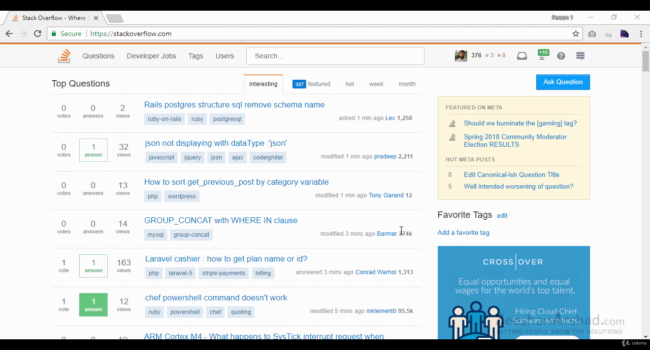 Stack Overflow - Where
Secure https://stackoverflow.com
Questions Developer Jobs Tags Users Search... 376 3 8 +10
Top Questions interesting 357 featured hot week month Ask Question
0 votes 0 answers 2 views Rails postgres structure sql remove schema name
ruby-on-rails ruby postgresql asked 1 min ago Les 1,258
0 votes 1 answer 32 views json not displaying with dataType :'json'
javascript jquery json ajax codeigniter modified 1 min ago pradeep 2,211
0 votes 0 answers 13 views How to sort get_previous_post by category variable
php wordpress modified 1 min ago Tony Garand 12
0 votes 0 answers 14 views GROUP_CONCAT with WHERE IN clause
mysql group-concat modified 3 mins ago Barmar 374k
1 vote 1 answer 163 views Laravel cashier : how to get plan name or id?
php laravel-5 stripe-payments billing answered 3 mins ago Conrad Warhol 1,313
1 vote 1 answer 12 views chef powershell command doesn't work
ruby powershell chef quoting modified 5 mins ago mklement0 95.5k
0 0 10 ARM Cortex M4 - What happens to SysTick interrupt request when
FEATURED ON META
Should we burninate the [gaming] tag?
Spring 2018 Community Moderator
Election RESULTS
HOT META POSTS
8 Edit Canonical-ish Question Title
5 Well intended worsening of question?
Favorite Tags edit
Add a favorite tag
CROSSOVER
Equal opportunities and equal
wages for the world's top talent.
Hiring Cloud Chief
Software Architects
Udemy